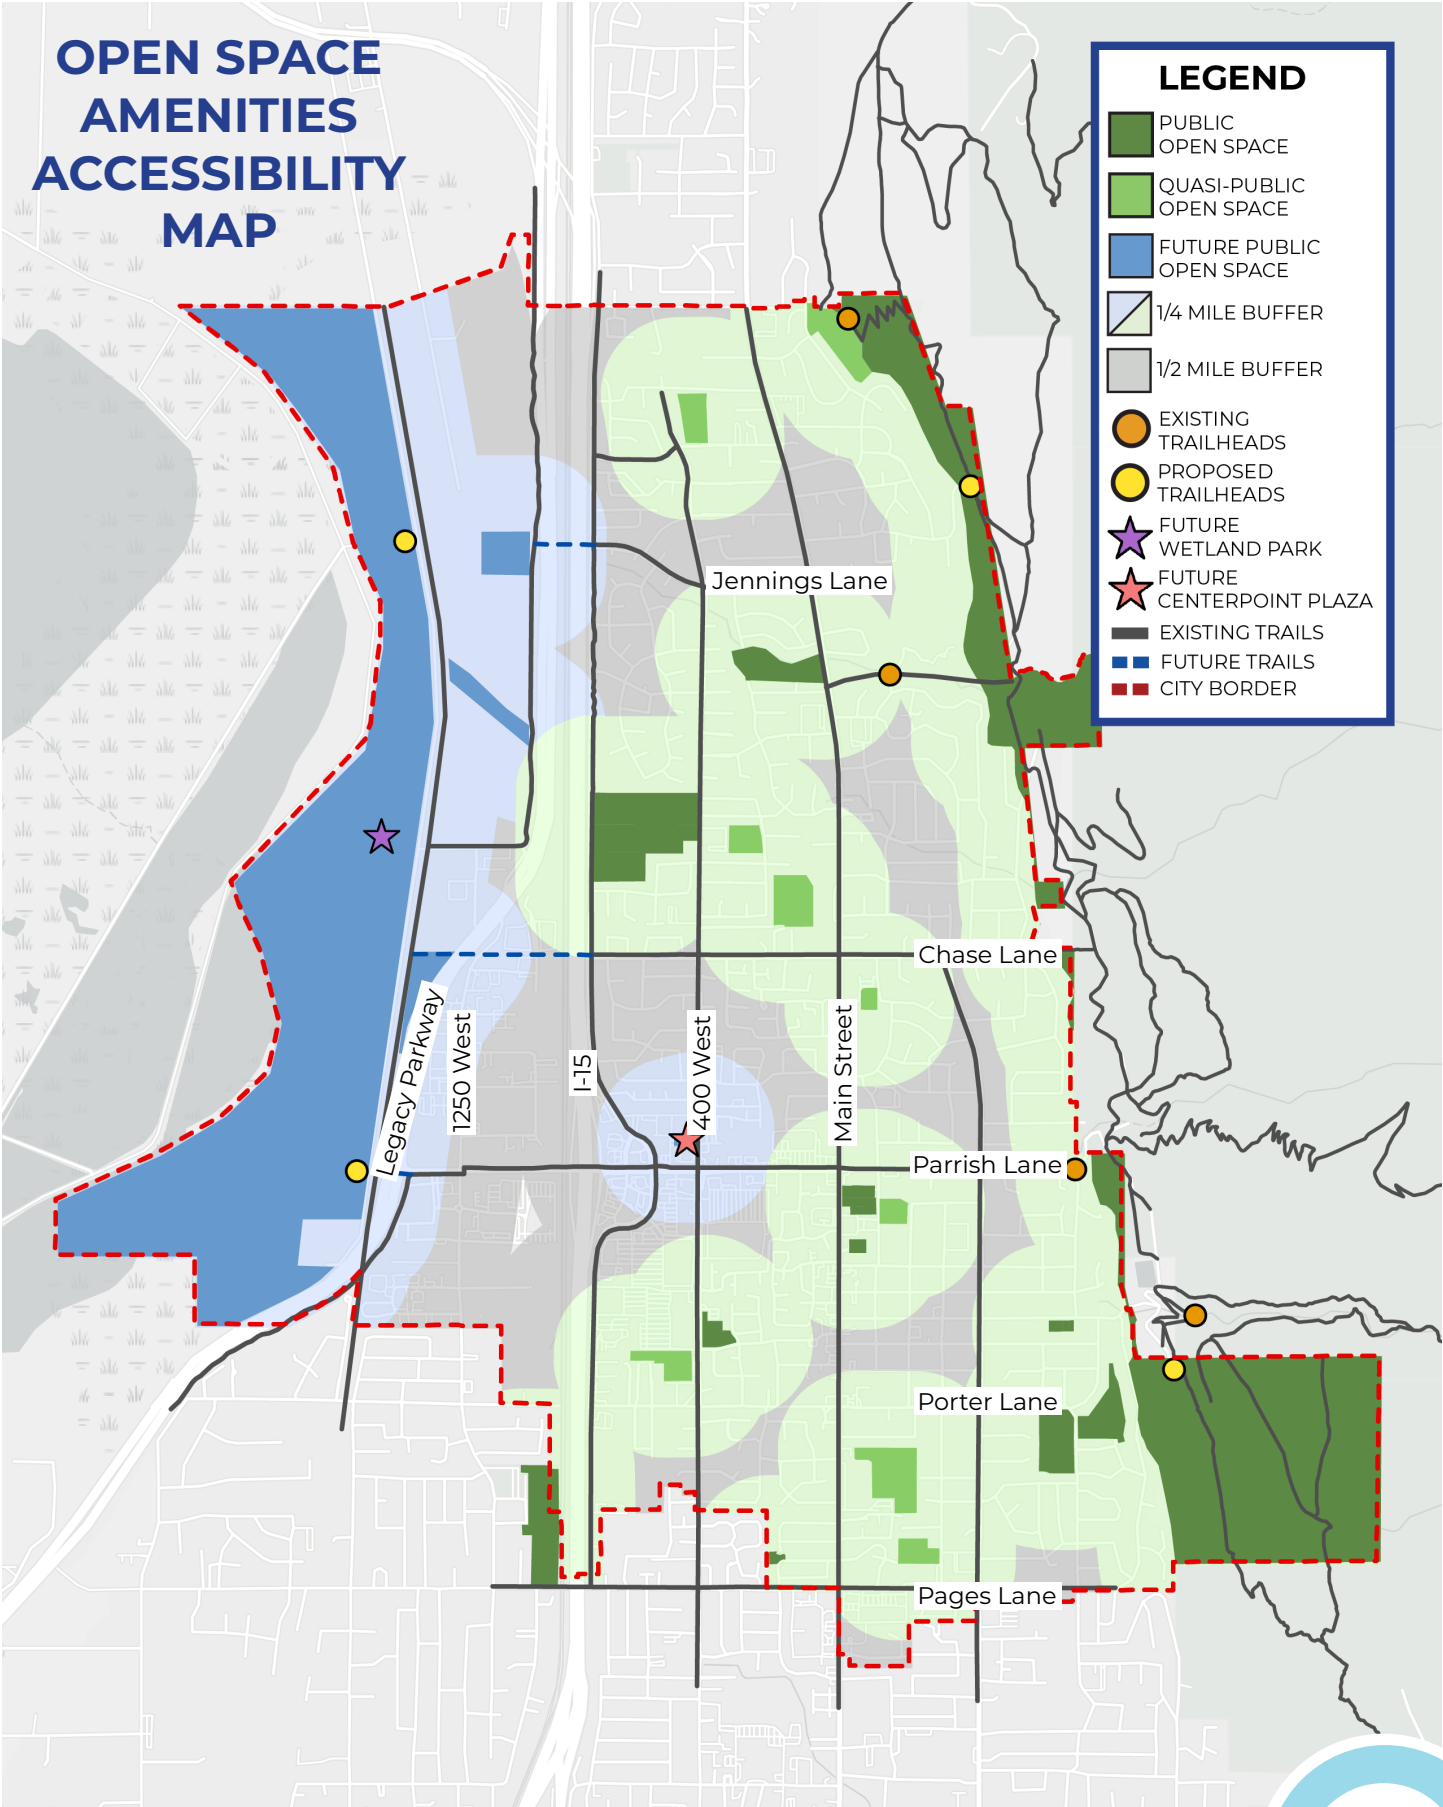 OPEN SPACE
AMENITIES
ACCESSIBILITY
MAP
LEGEND
PUBLIC
OPEN SPACE
QUASI-PUBLIC
OPEN SPACE
FUTURE PUBLIC
OPEN SPACE
1/4 MILE BUFFER
1/2 MILE BUFFER
EXISTING
TRAILHEADS
PROPOSED
TRAILHEADS
FUTURE
WETLAND PARK
FUTURE
CENTERPOINT PLAZA
EXISTING TRAILS
FUTURE TRAILS
CITY BORDER
Jennings Lane
Chase Lane
Legacy Parkway
1250 West
I-15
400 West
Main Street
Parrish Lane
Porter Lane
Pages Lane